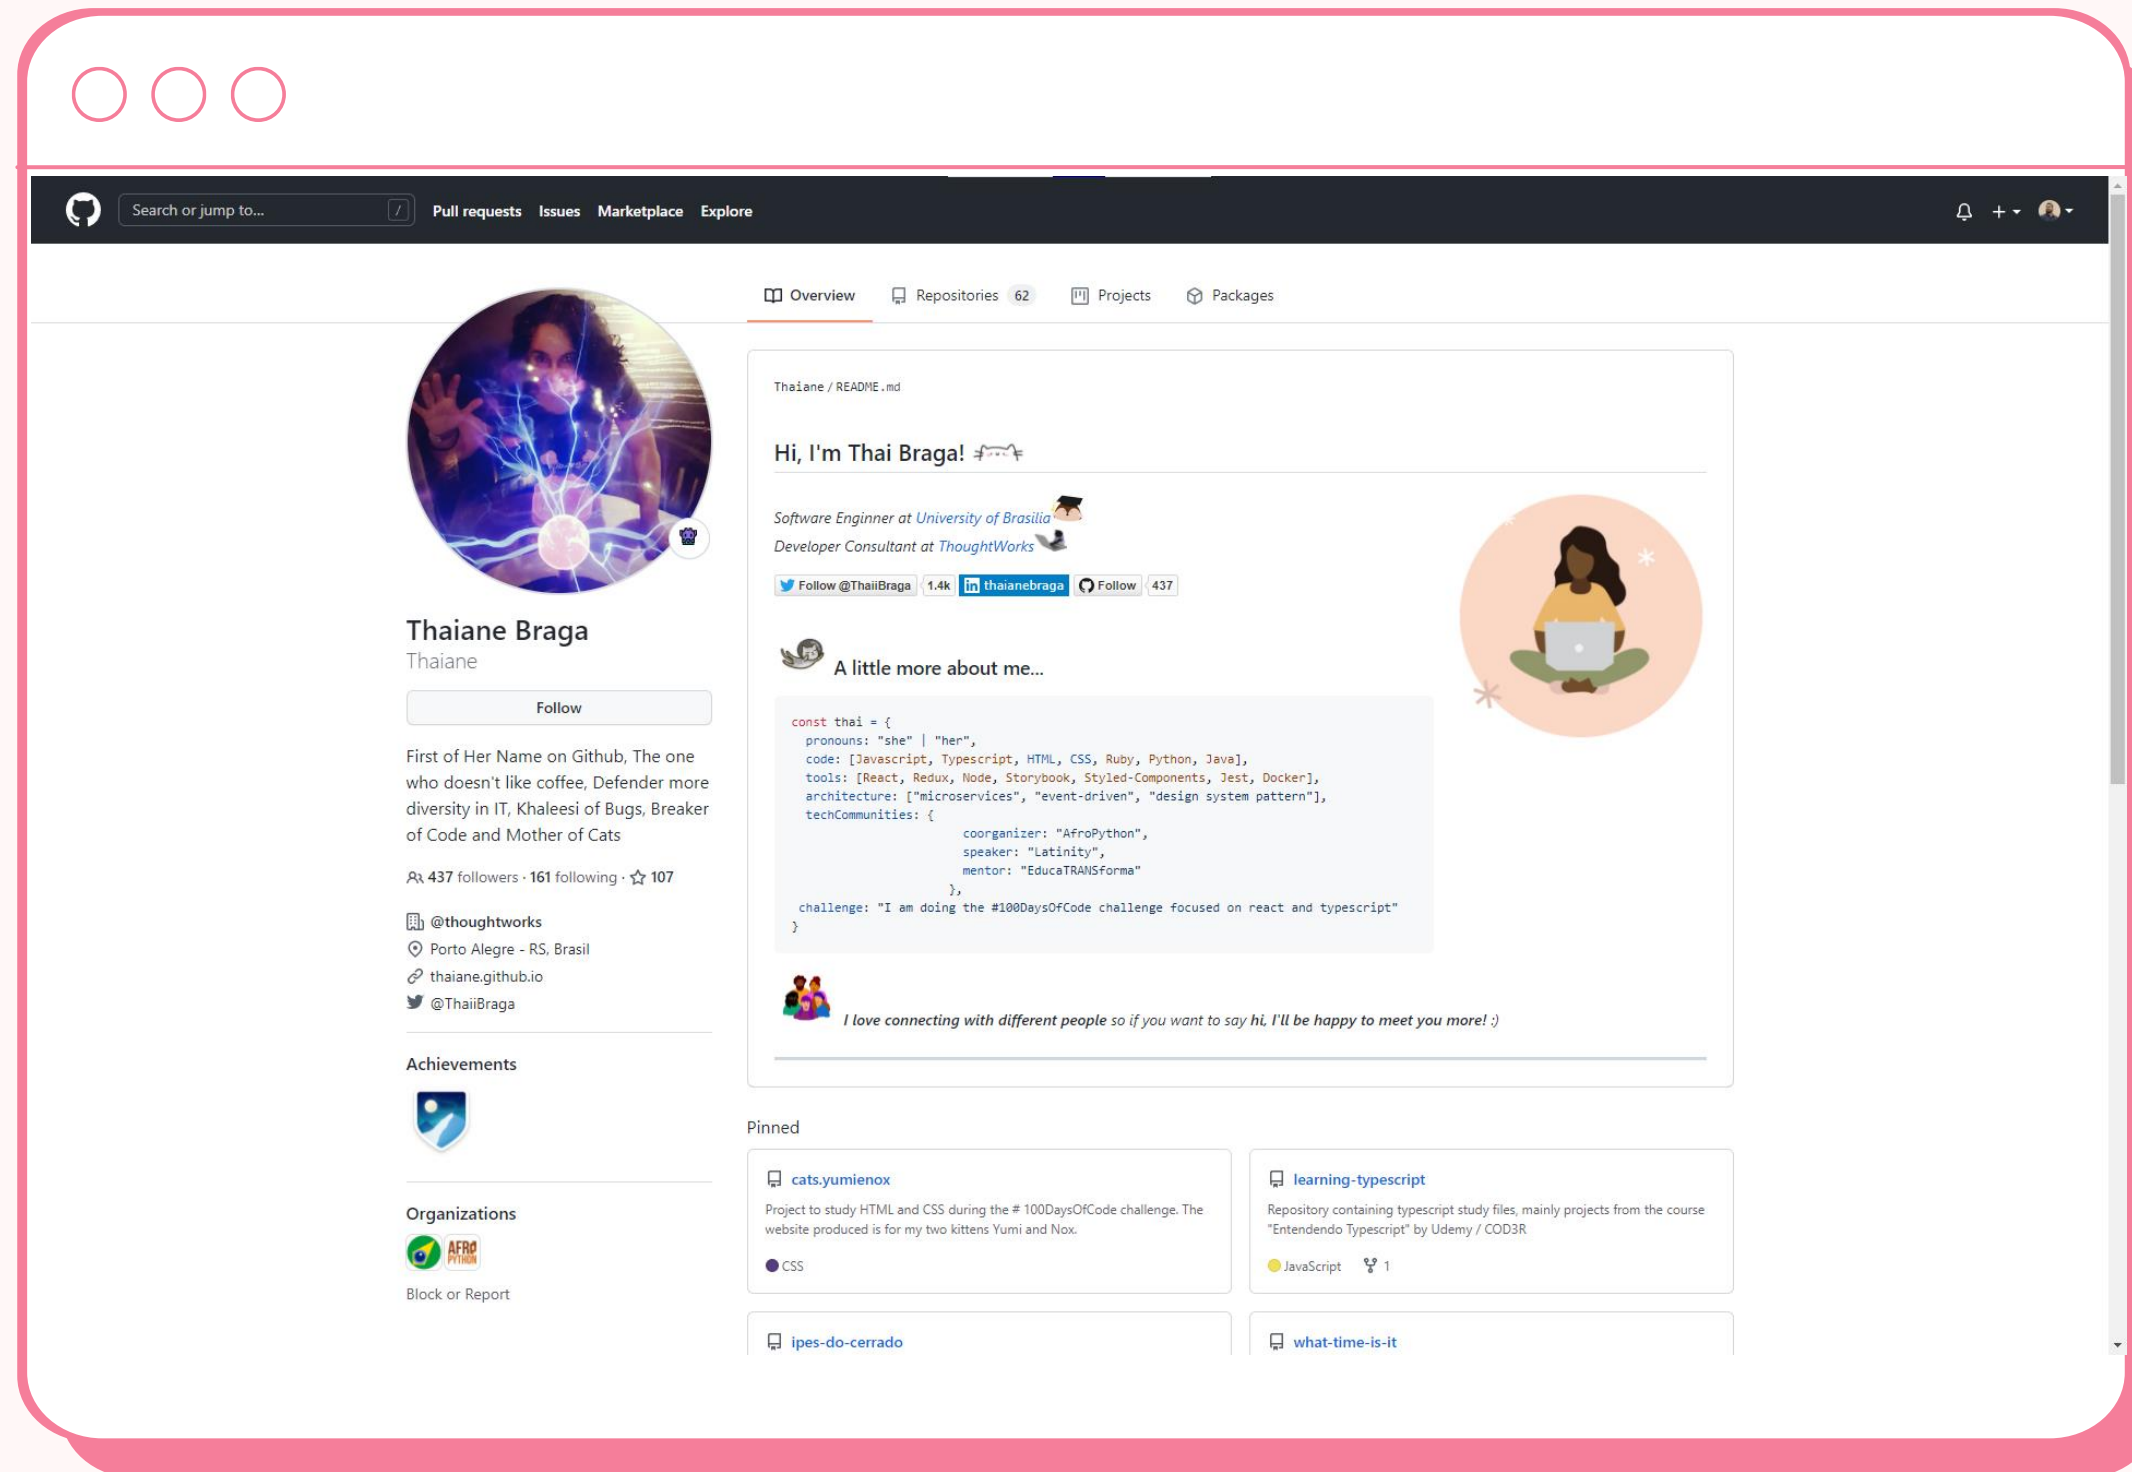 Search or jump to...
/
Pull requests Issues Marketplace Explore
Overview Repositories 62 Projects Packages
Thaiane Braga
Thaiane
Follow
First of Her Name on Github, The one
who doesn't like coffee, Defender more
diversity in IT, Khaleesi of Bugs, Breaker
of Code and Mother of Cats
437 followers · 161 following · 107
@thoughtworks
Porto Alegre - RS, Brasil
thaiane.github.io
@ThaiiBraga
Achievements
Organizations
AFRO
PYTHON
Block or Report
Thaiane / README.md
Hi, I'm Thai Braga!
Software Enginner at University of Brasilia
Developer Consultant at ThoughtWorks
Follow @ThaiiBraga 1.4k in thaianebraga Follow 437
A little more about me...
const thai = {
pronouns: "she" | "her",
code: [Javascript, Typescript, HTML, CSS, Ruby, Python, Java],
tools: [React, Redux, Node, Storybook, Styled-Components, Jest, Docker],
architecture: ["microservices", "event-driven", "design system pattern"],
techCommunities: {
coorganizer: "AfroPython",
speaker: "Latinity",
mentor: "EducaTRANSforma"
},
challenge: "I am doing the #100DaysOfCode challenge focused on react and typescript"
}
I love connecting with different people so if you want to say hi, I'll be happy to meet you more! :)
Pinned
cats.yumienox
Project to study HTML and CSS during the # 100DaysOfCode challenge. The
website produced is for my two kittens Yumi and Nox.
CSS
learning-typescript
Repository containing typescript study files, mainly projects from the course
"Entendendo Typescript" by Udemy / COD3R
JavaScript 1
ipes-do-cerrado
what-time-is-it